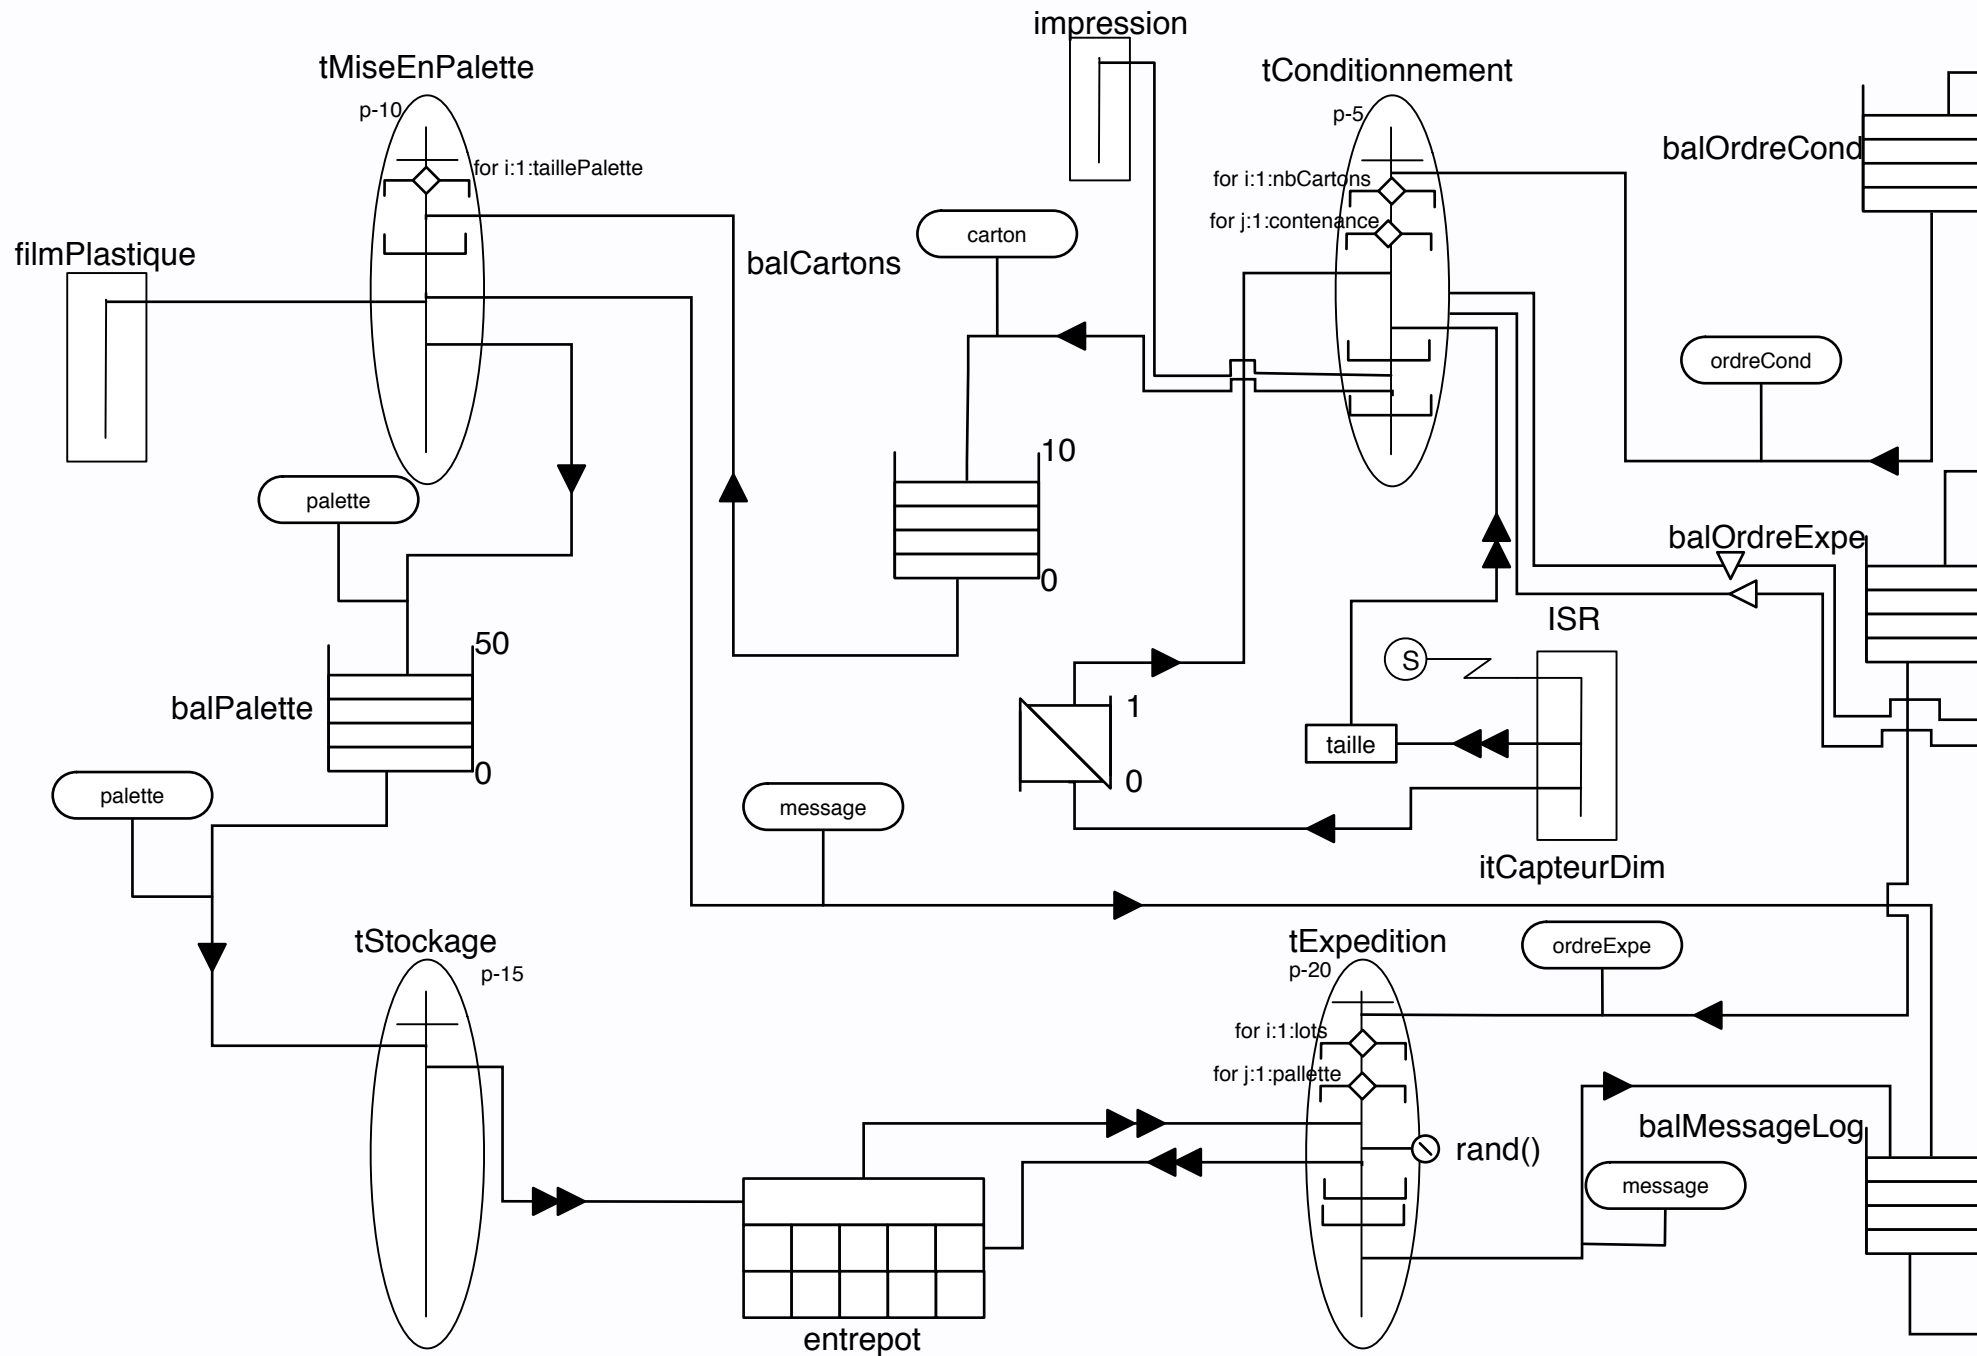 impression
tMiseEnPalette
tConditionnement
p-10
p-5
balOrdreCond
for i:1:taillePalette
for i:1:nbCartons
for j:1:contenance
carton
filmPlastique
balCartons
ordreCond
10
palette
balOrdreExpe
0
ISR
50
S
balPalette
1
taille
0
0
palette
message
itCapteurDim
tStockage
tExpedition
ordreExpe
p-15
p-20
for i:1:lots
for j:1:pallette
balMessageLog
rand()
message
entrepot